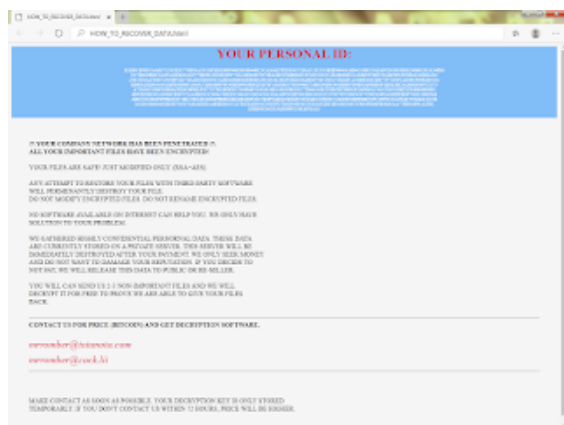 HOW_TO_RECOVER_DATA.html
HOW_TO_RECOVER_DATA.html
YOUR PERSONAL ID:
/!\ YOUR COMPANY NETWORK HAS BEEN PENETRATED /!\
ALL YOUR IMPORTANT FILES HAVE BEEN ENCRYPTED!
YOUR FILES ARE SAFE! JUST MODIFIED ONLY. (RSA+AES)
ANY ATTEMPT TO RESTORE YOUR FILES WITH THIRD-PARTY SOFTWARE
WILL PERMENANTLY DESTROY YOUR FILE.
DO NOT MODIFY ENCRYPTED FILES. DO NOT RENAME ENCRYPTED FILES.
NO SOFTWARE AVAILABLE ON INTERNET CAN HELP YOU. WE ONLY HAVE
SOLUTION TO YOUR PROBLEM.
WE GATHERED HIGHLY CONFIDENTIAL PERSORNAL DATA. THESE DATA
ARE CURRENTLY STORED ON A PRIVATE SERVER. THIS SERVER WILL BE
IMMEDIATELY DESTROYED AFTER YOUR PAYMENT. WE ONLY SEEK MONEY
AND DO NOT WANT TO DAMAGE YOUR REPUTATION. IF YOU DECIDE TO
NOT PAY, WE WILL RELEASE THIS DATA TO PUBLIC OR RE-SELLER.
YOU WILL CAN SEND US 2-3 NON-IMPORTANT FILES AND WE WILL
DECRYPT IT FOR FREE TO PROVE WE ARE ABLE TO GIVE YOUR FILES
BACK.
CONTACT US FOR PRICE (BITCOIN) AND GET DECRYPTION SOFTWARE.
mrromber@tutanota.com
mrromber@cock.li
MAKE CONTACT AS SOON AS POSSIBLE. YOUR DECRYPTION KEY IS ONLY STORED
TEMPORARLY. IF YOU DON'T CONTACT US WITHIN 72 HOURS, PRICE WILL BE HIGHER.